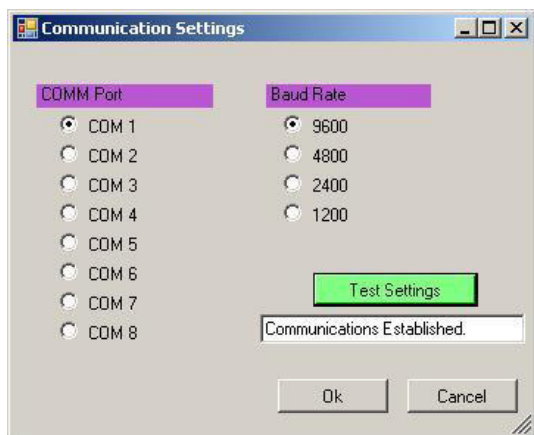 Communication Settings
COMM Port
COM 1
COM 2
COM 3
COM 4
COM 5
COM 6
COM 7
COM 8
Baud Rate
9600
4800
2400
1200
Test Settings
Communications Established.
Ok
Cancel